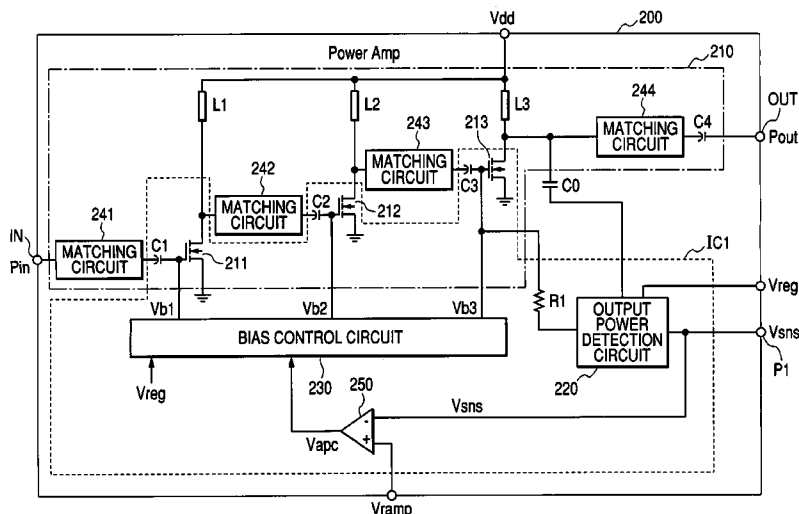 Vdd
200
Power Amp
210
L1
L2
L3
213
244
MATCHING
CIRCUIT
C4
OUT
Pout
243
MATCHING
CIRCUIT
C3
242
MATCHING
CIRCUIT
C2
212
C0
241
MATCHING
CIRCUIT
C1
211
IN
Pin
IC1
Vb1
Vb2
Vb3
R1
OUTPUT
POWER
DETECTION
CIRCUIT
220
Vreg
Vsns
P1
BIAS CONTROL CIRCUIT
230
Vreg
250
Vsns
-
+
Vapc
Vramp